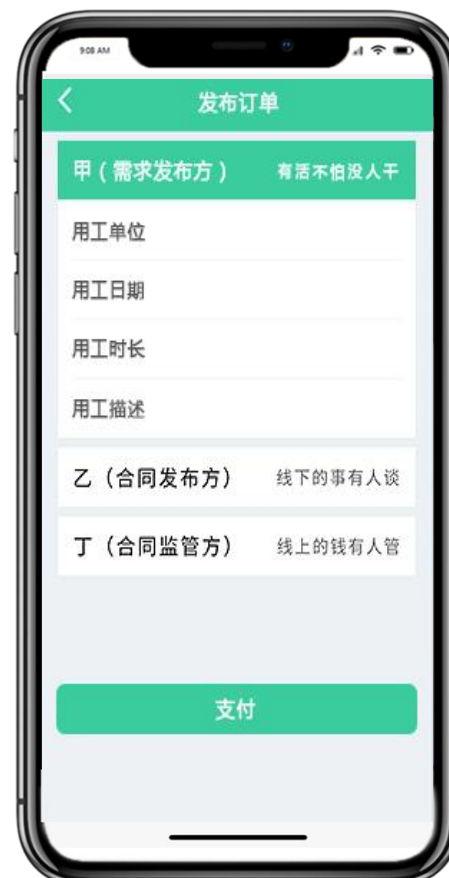 9:08 AM
发布订单
甲（需求发布方） 有活不怕没人干
用工单位
用工日期
用工时长
用工描述
乙（合同发布方） 线下的事有人谈
丁（合同监管方） 线上的钱有人管
支付